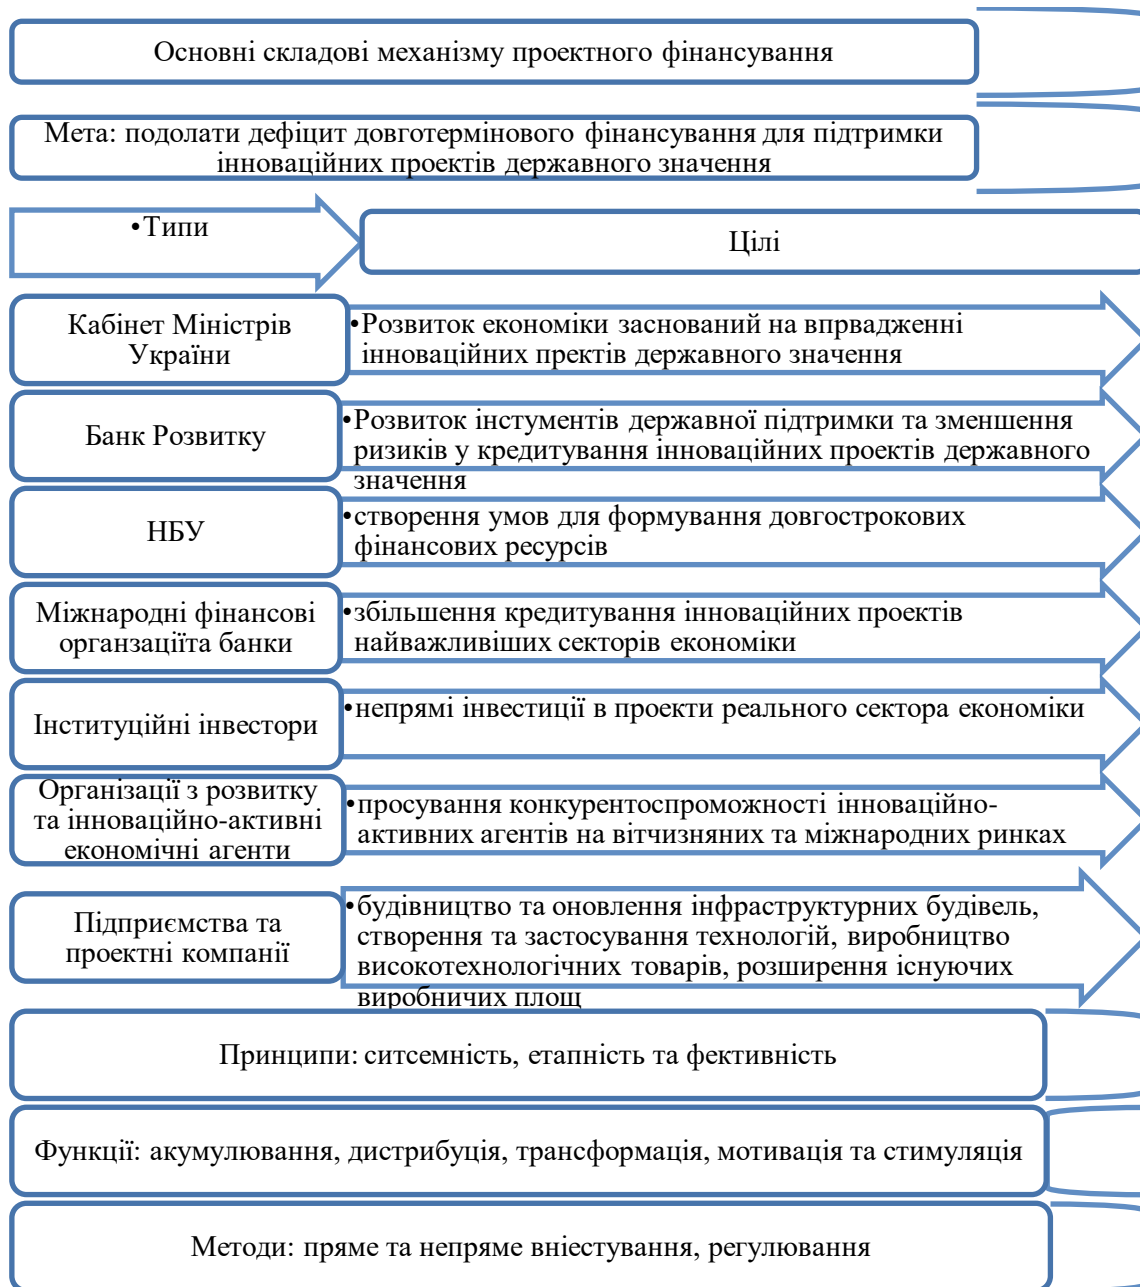 Основні складові механізму проектного фінансування
Мета: подолати дефіцит довготермінового фінансування для підтримки
інноваційних проектів державного значення
•Типи
Цілі
Кабінет Міністрів
України
•Розвиток економіки заснований на впрвадженні
інноваційних пректів державного значення
Банк Розвитку
•Розвиток інстументів державної підтримки та зменшення
ризиків у кредитування інноваційних проектів державного
значення
НБУ
•створення умов для формування довгострокових
фінансових ресурсів
Міжнародні фінансові
органзаціїта банки
•збільшення кредитування інноваційних проектів
найважливіших секторів економіки
Інституційні інвестори
•непрямі інвестиції в проекти реального сектора економіки
Організації з розвитку
та інноваційно-активні
економічні агенти
•просування конкурентоспроможності інноваційно-
активних агентів на вітчизняних та міжнародних ринках
Підприємства та
проектні компанії
•будівництво та оновлення інфраструктурних будівель,
створення та застосування технологій, виробництво
високотехнологічних товарів, розширення існуючих
виробничих площ
Принципи: ситсемність, етапність та фективність
Функції: акумулювання, дистрибуція, трансформація, мотивація та стимуляція
Методи: пряме та непряме вніестування, регулювання